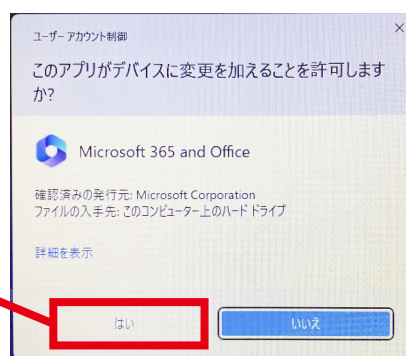 ユーザー アカウント制御
このアプリがデバイスに変更を加えることを許可します
か?
Microsoft 365 and Office
確認済みの発行元: Microsoft Corporation
ファイルの入手先: このコンピューター上のハード ドライブ
詳細を表示
はい
いいえ